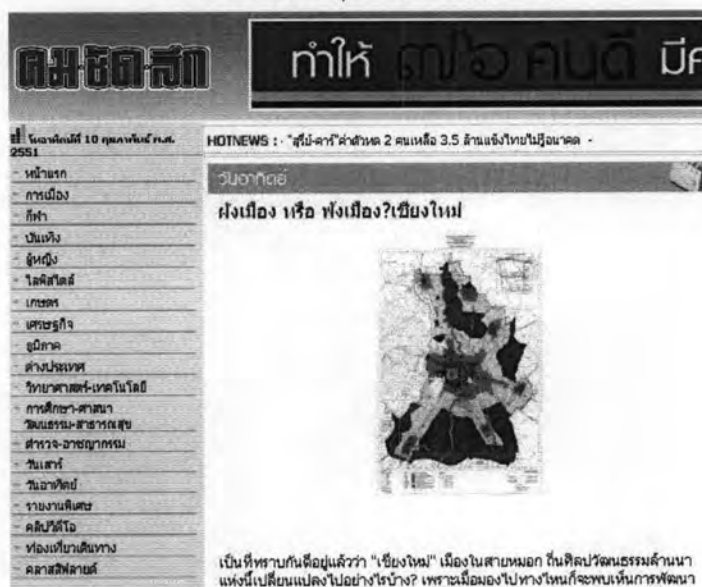 คม-ชัด-ลึก
ทำให้ ๗๖ คนดี มี
วันอาทิตย์ที่ 10 กุมภาพันธ์ พ.ศ.
2551
HOTNEWS : · "สุรีย์-คาร์"ค่าตัวหด 2 คนเหลือ 3.5 ล้านแข้งไทยไม่รู้อนาคต -
- หน้าแรก
- การเมือง
- กีฬา
- บันเทิง
- ผู้หญิง
- ไลฟ์สไตล์
- เกษตร
- เศรษฐกิจ
- ภูมิภาค
- ต่างประเทศ
- วิทยาศาสตร์-เทคโนโลยี
- การศึกษา-ศาสนา
วัฒนธรรม-สาธารณสุข
- ตำรวจ-อาชญากรรม
- วันเสาร์
- วันอาทิตย์
- รายงานพิเศษ
- คลิปวีดีโอ
- ท่องเที่ยวเดินทาง
- คลาสสิฟลายด์
วันอาทิตย์
ผังเมือง หรือ พังเมือง?เชียงใหม่
เป็นที่ทราบกันดีอยู่แล้วว่า "เชียงใหม่" เมืองในสายหมอก ถิ่นศิลปวัฒนธรรมล้านนา
แห่งนี้เปลี่ยนแปลงไปอย่างไรบ้าง? เพราะเมื่อมองไปทางไหนก็จะพบเห็นการพัฒนา